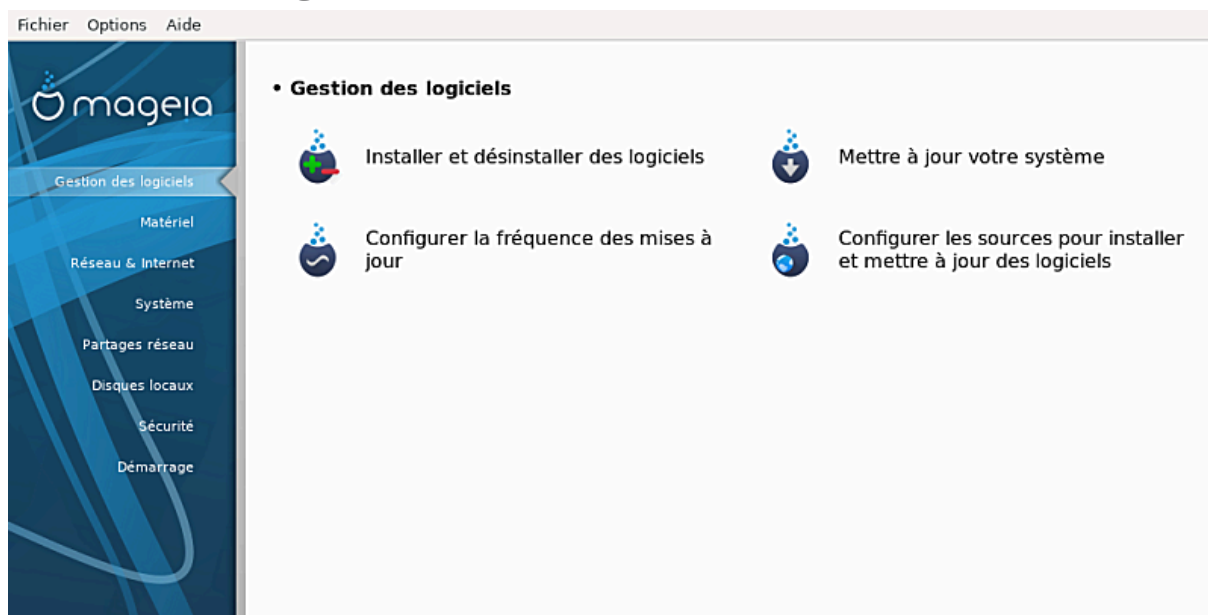 Fichier Options Aide
mageia
• Gestion des logiciels
Installer et désinstaller des logiciels
Mettre à jour votre système
Configurer la fréquence des mises à
jour
Configurer les sources pour installer
et mettre à jour des logiciels
Gestion des logiciels
Matériel
Réseau & Internet
Système
Partages réseau
Disques locaux
Sécurité
Démarrage